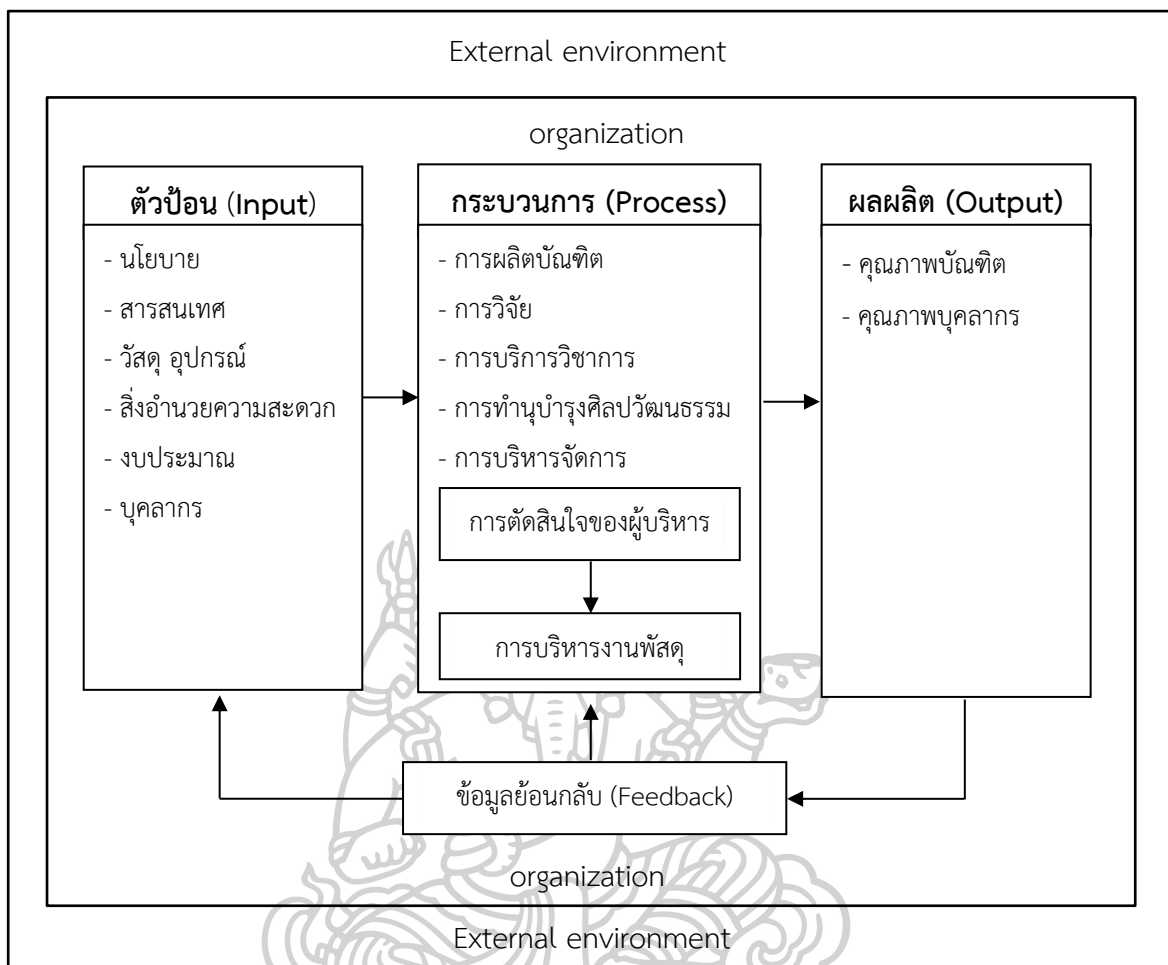 External environment
organization
ตัวป้อน (Input)
- นโยบาย
- สารสนเทศ
- วัสดุ อุปกรณ์
- สิ่งอำนวยความสะดวก
- งบประมาณ
- บุคลากร
กระบวนการ (Process)
- การผลิตบัณฑิต
- การวิจัย
- การบริการวิชาการ
- การทำนุบำรุงศิลปวัฒนธรรม
- การบริหารจัดการ
การตัดสินใจของผู้บริหาร
การบริหารงานพัสดุ
ผลผลิต (Output)
- คุณภาพบัณฑิต
- คุณภาพบุคลากร
ข้อมูลย้อนกลับ (Feedback)
organization
External environment